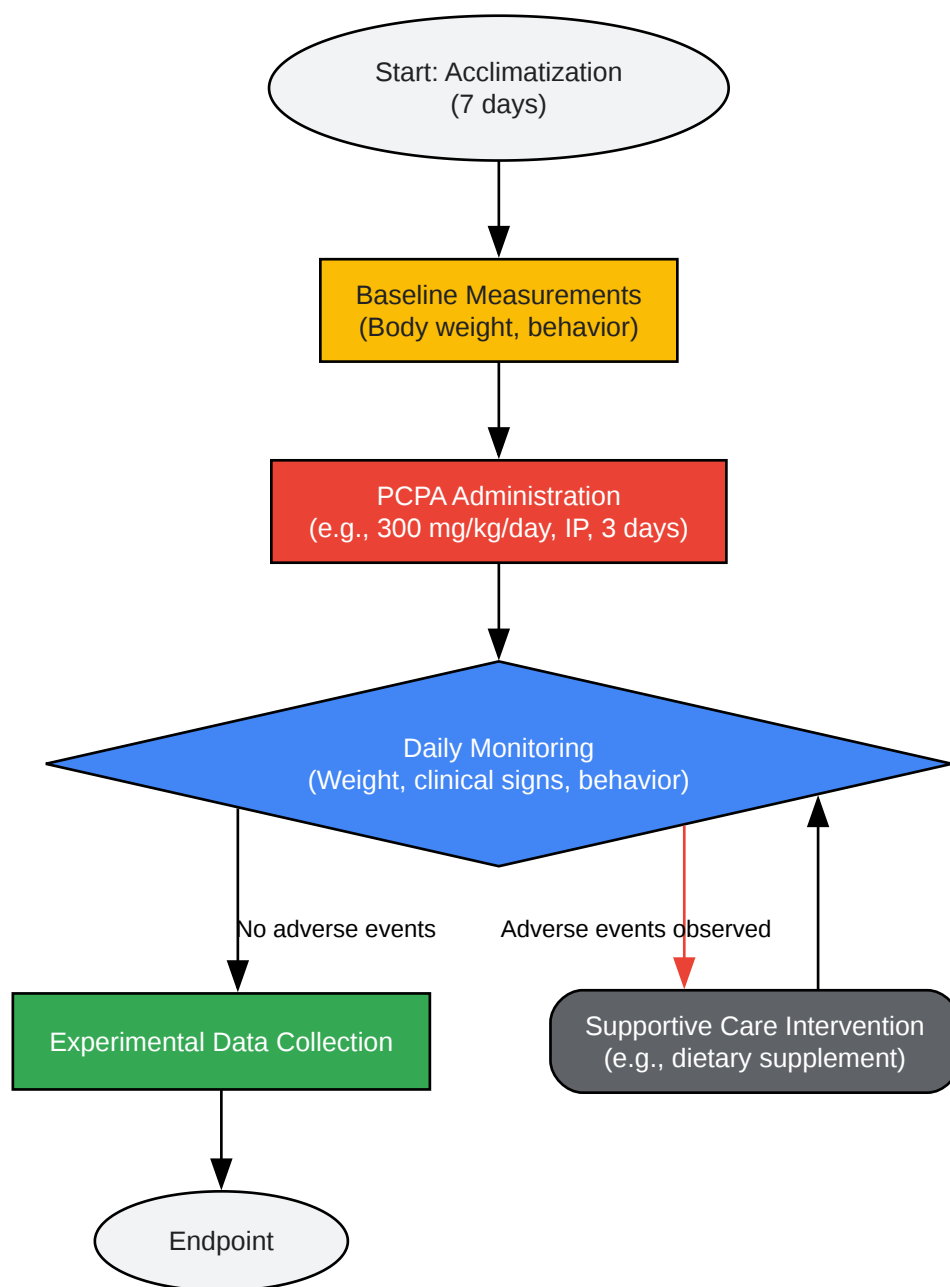 Start: Acclimatization
(7 days)
Baseline Measurements
(Body weight, behavior)
PCPA Administration
(e.g., 300 mg/kg/day, IP, 3 days)
Daily Monitoring
(Weight, clinical signs, behavior)
No adverse events
Adverse events observed
Experimental Data Collection
Supportive Care Intervention
(e.g., dietary supplement)
Endpoint